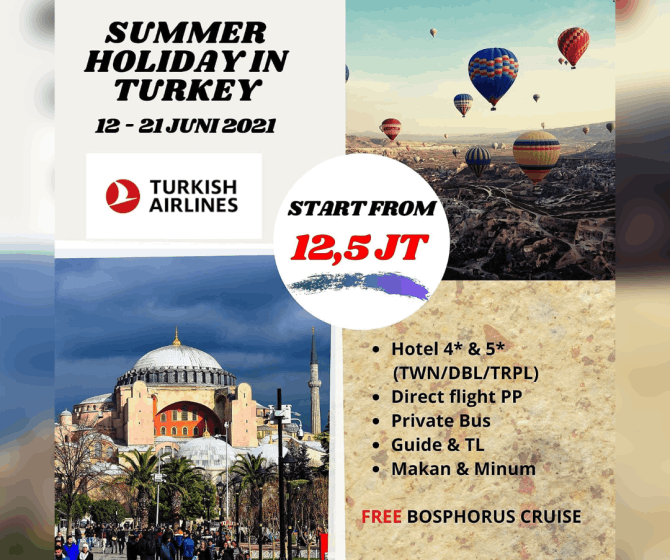 SUMMER
HOLIDAY IN
TURKEY
12 - 21 JUNI 2021
TURKISH
AIRLINES
START FROM
12,5 JT
• Hotel 4* & 5*
(TWN/DBL/TRPL)
• Direct flight PP
• Private Bus
• Guide & TL
• Makan & Minum
FREE BOSPHORUS CRUISE